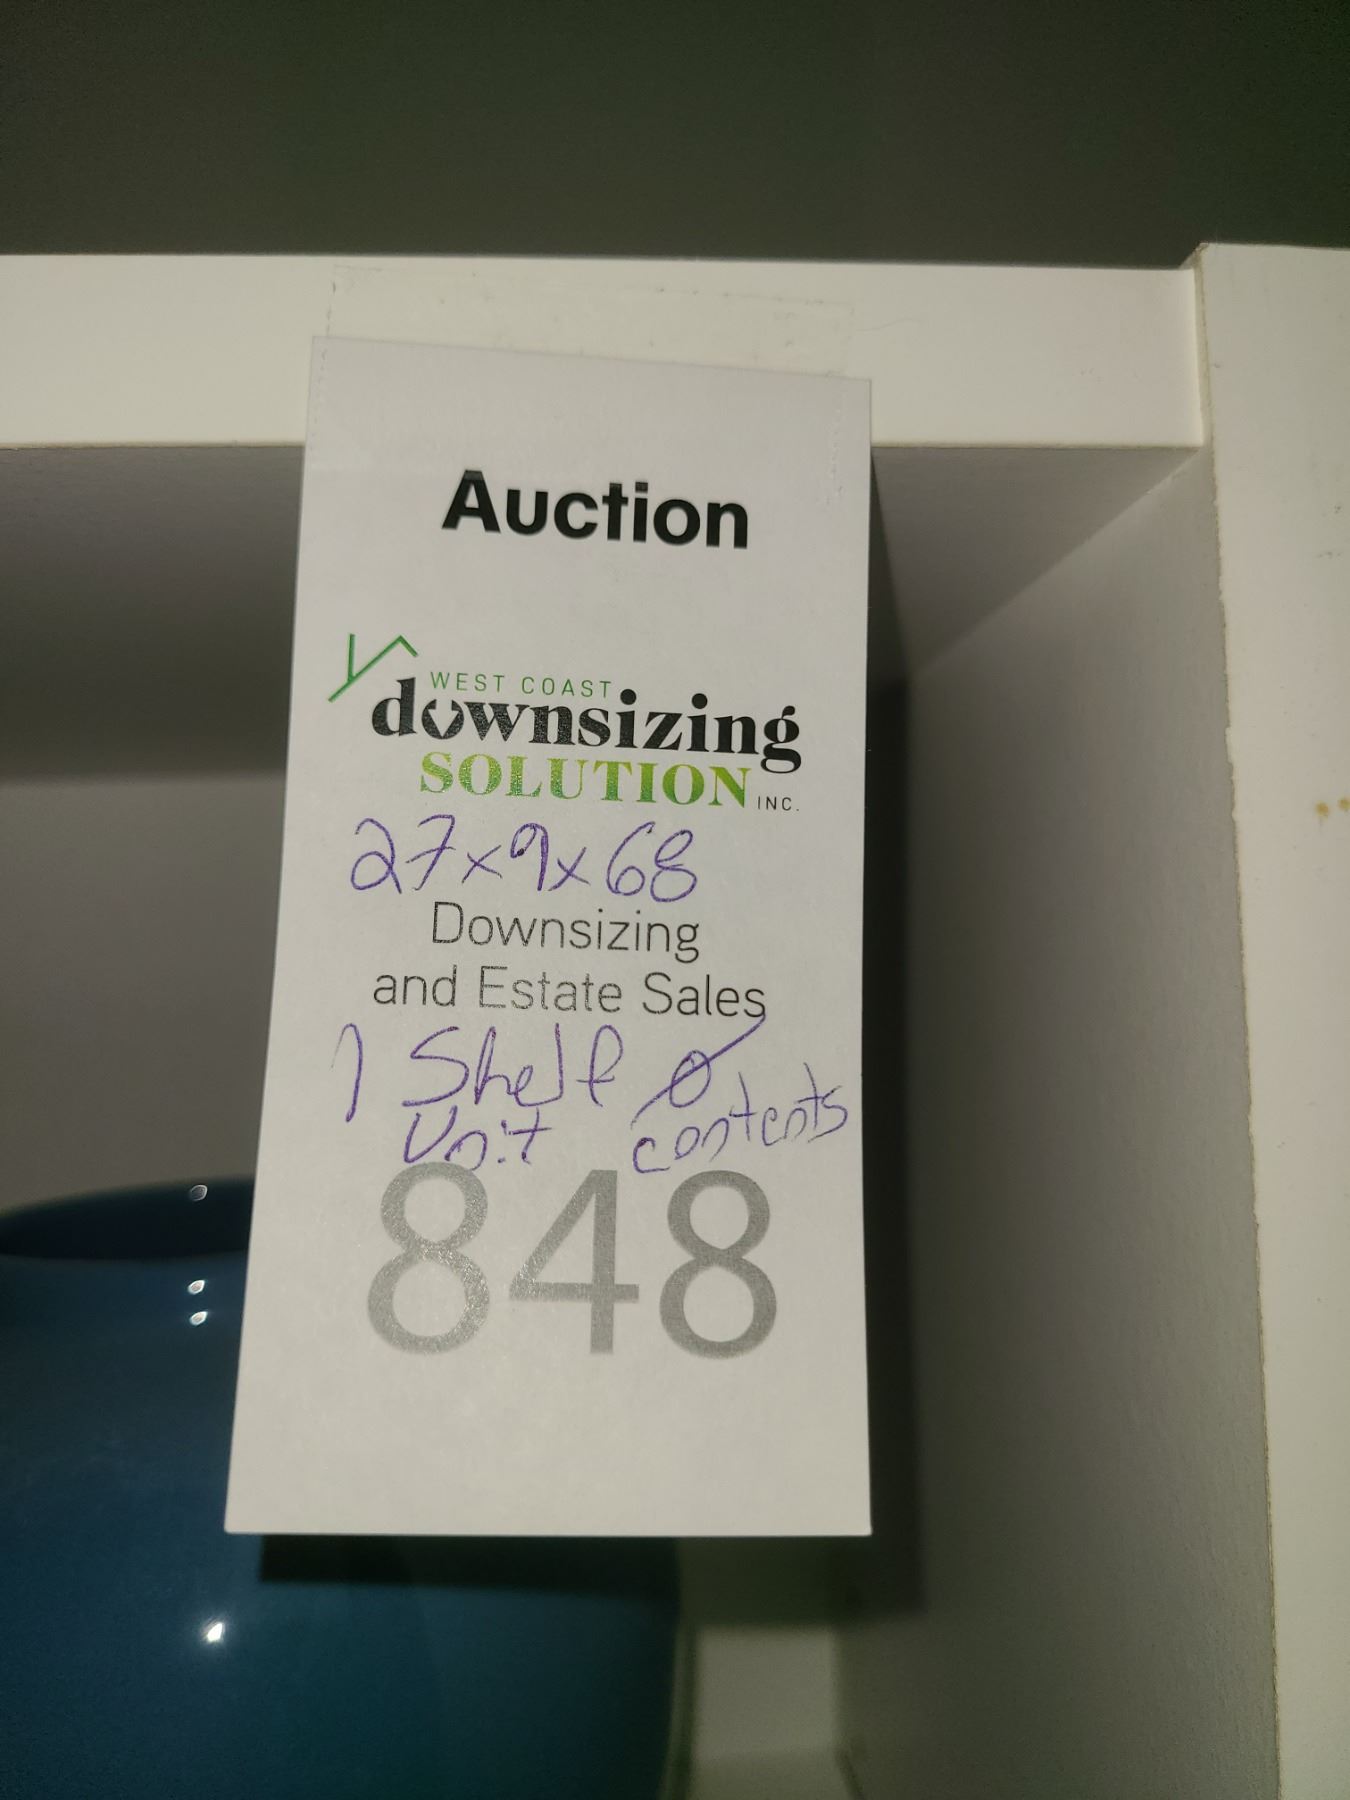 Auction
WEST COAST
downsizing
SOLUTION INC.
27x9x68
Downsizing
and Estate Sales
1 Shelf Ø
Unit contents
848